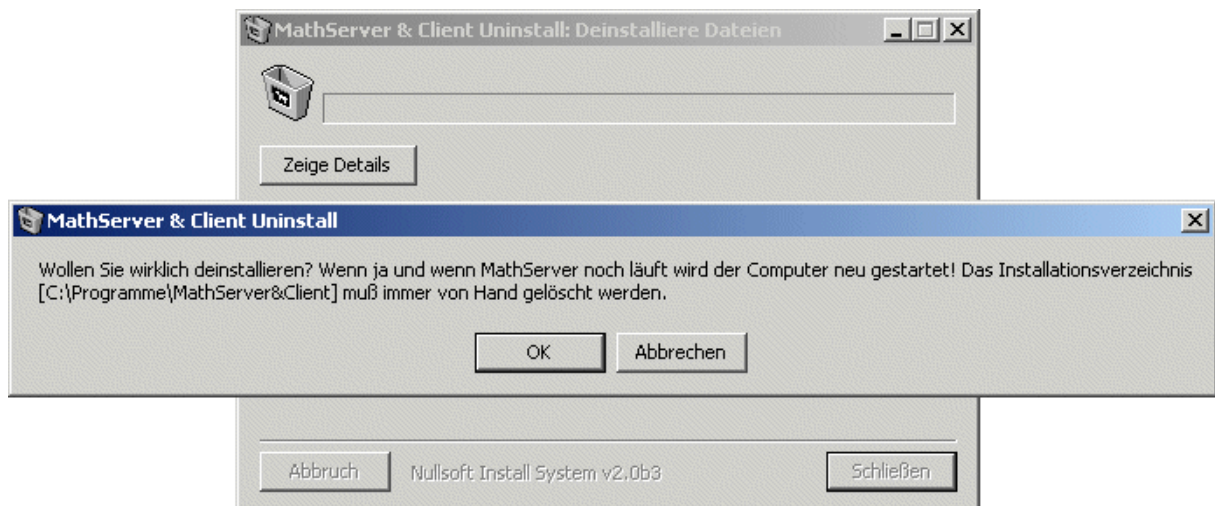 MathServer & Client Uninstall: Deinstalliere Dateien
Zeige Details
MathServer & Client Uninstall
Wollen Sie wirklich deinstallieren? Wenn ja und wenn MathServer noch läuft wird der Computer neu gestartet! Das Installationsverzeichnis
[C:\Programme\MathServer&Client] muß immer von Hand gelöscht werden.
OK Abbrechen
Abbruch Nullsoft Install System v2.0b3 Schließen